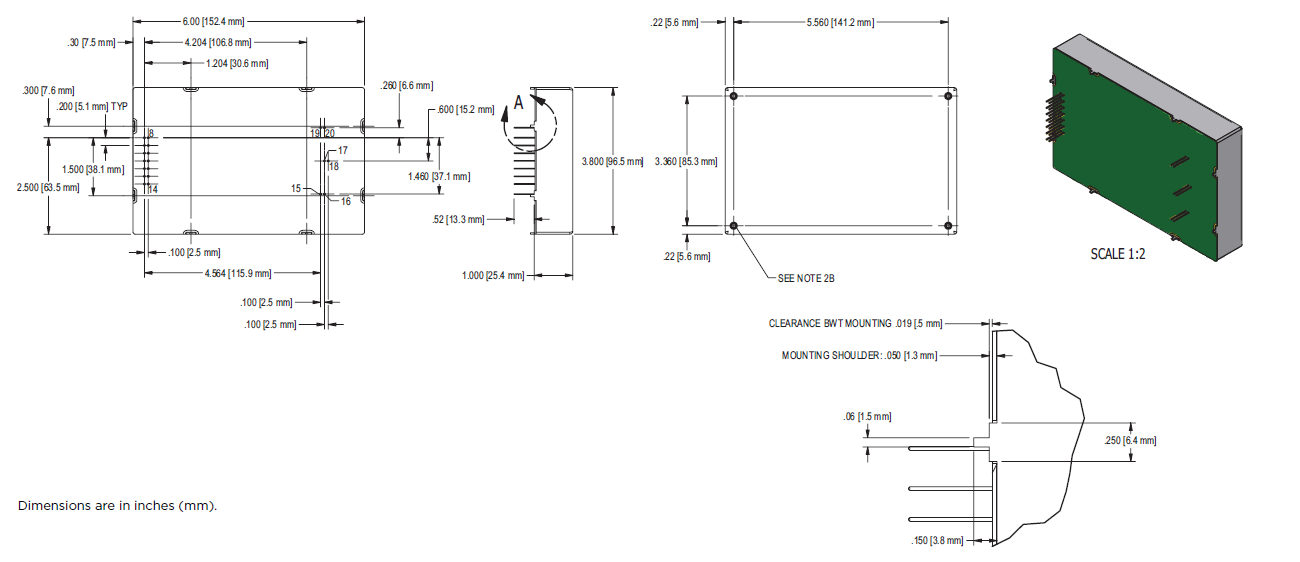 6.00 [152.4 mm]
.30 [7.5 mm]
4.204 [106.8 mm]
1.204 [30.6 mm]
.300 [7.6 mm]
.200 [5.1 mm] TYP
.260 [6.6 mm]
.600 [15.2 mm]
8
19
20
17
18
1.500 [38.1 mm]
1.460 [37.1 mm]
2.500 [63.5 mm]
14
15
16
.100 [2.5 mm]
4.564 [115.9 mm]
.100 [2.5 mm]
.100 [2.5 mm]
A
3.800 [96.5 mm]
.52 [13.3 mm]
1.000 [25.4 mm]
.22 [5.6 mm]
5.560 [141.2 mm]
3.360 [85.3 mm]
.22 [5.6 mm]
SEE NOTE 2B
SCALE 1:2
CLEARANCE BWT MOUNTING .019 [.5 mm]
MOUNTING SHOULDER: .050 [1.3 mm]
.06 [1.5 mm]
.250 [6.4 mm]
.150 [3.8 mm]
Dimensions are in inches (mm).